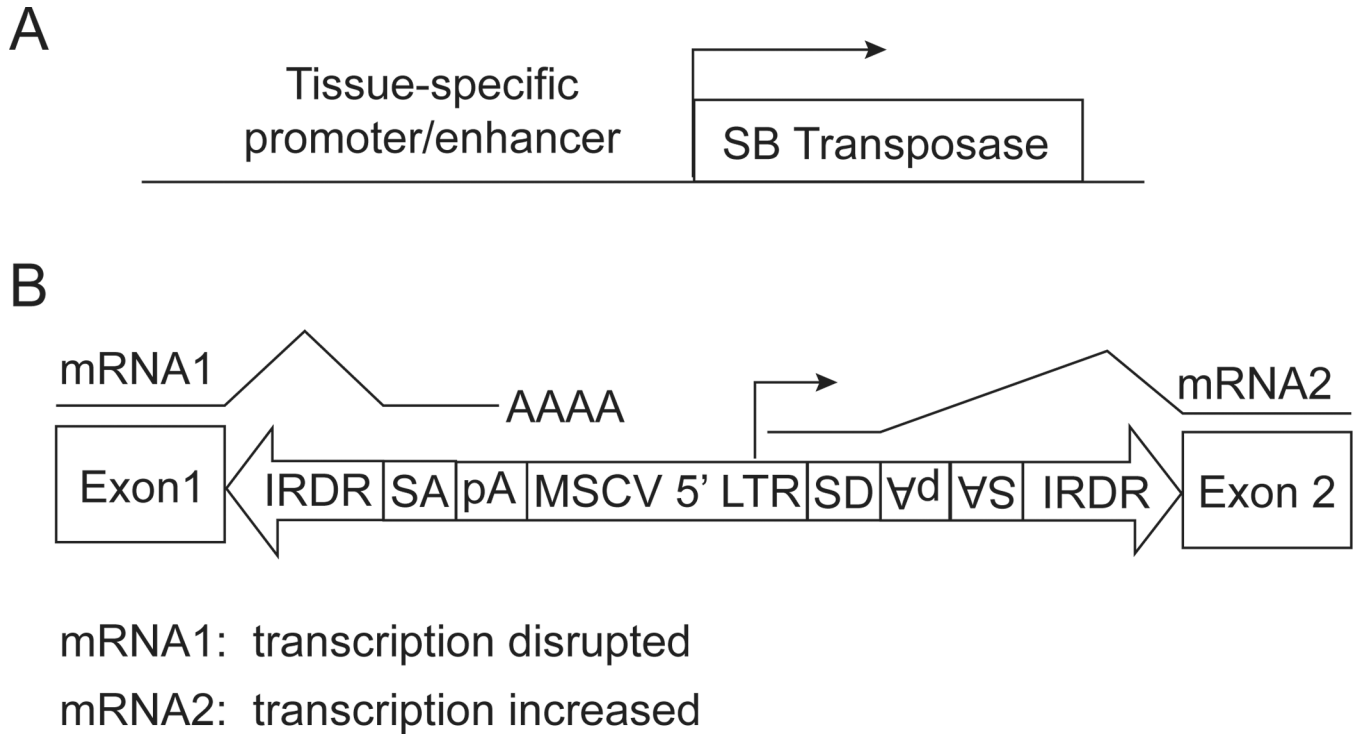 A
Tissue-specific
promoter/enhancer
SB Transposase
B
mRNA1
AAAA
mRNA2
Exon1
IRDR SA pA MSCV 5’ LTR SD pA SA IRDR
Exon 2
mRNA1: transcription disrupted
mRNA2: transcription increased